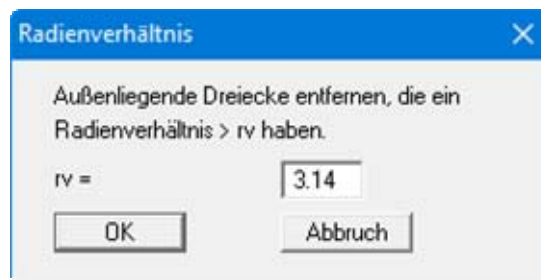 Radienverhältnis
Außenliegende Dreiecke entfernen, die ein
Radienverhältnis > rv haben.
rv = 3.14
OK Abbruch